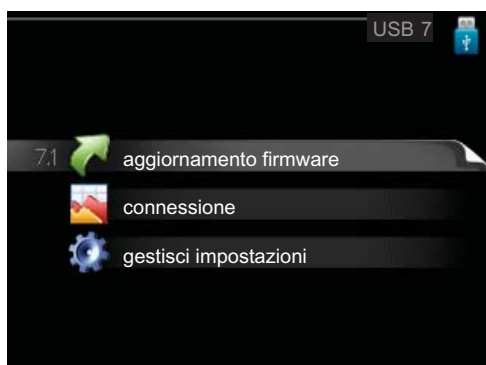 USB 7
7.1 aggiornamento firmware
connessione
gestisci impostazioni